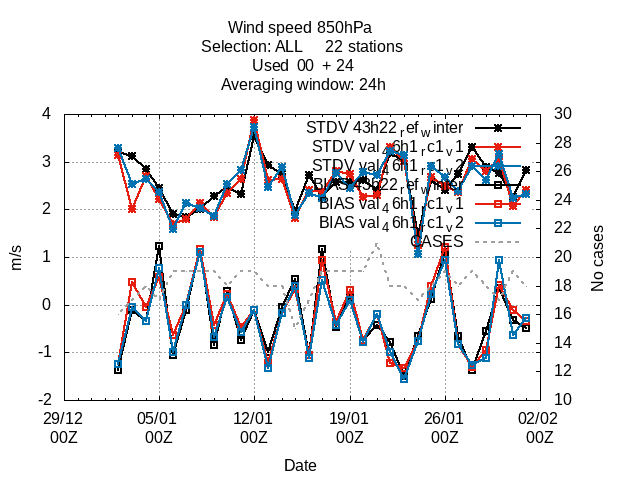 Wind speed 850hPa
Selection: ALL 22 stations
Used 00 + 24
Averaging window: 24h
4
3
2
1
0
-1
-2
m/s
30
28
26
24
22
20
18
16
14
12
10
No cases
STDV 43h22_ref_winter
STDV val_46h1_rc1_v1
STDV val_46h1_rc1_v2
BIAS 43h22_ref_winter
BIAS val_46h1_rc1_v1
BIAS val_46h1_rc1_v2
CASES
29/12 05/01 12/01 19/01 26/01 02/02
00Z 00Z 00Z 00Z 00Z 00Z
Date